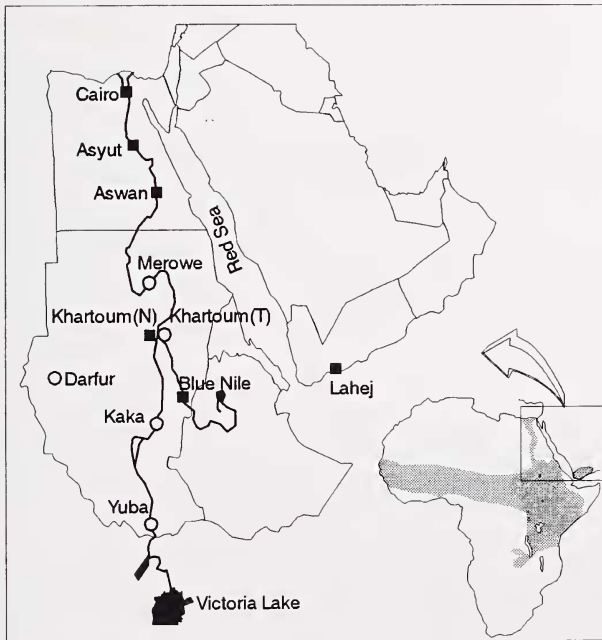 Cairo
Asyut
Aswan
Red Sea
Merowe
Khartoum(N)
Khartoum(T)
Darfur
Blue Nile
Lahej
Kaka
Yuba
Victoria Lake